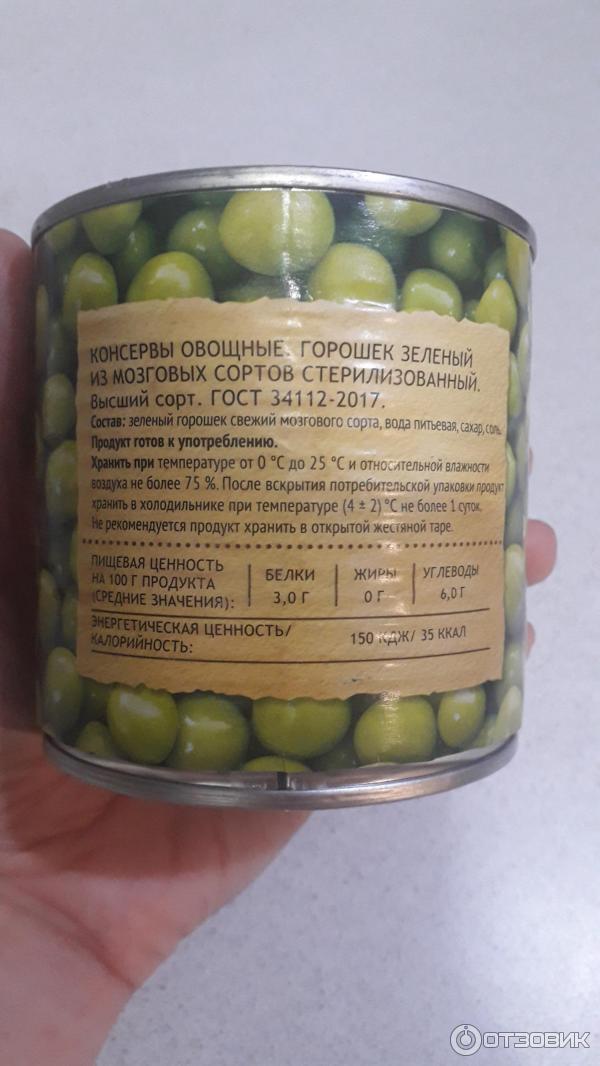 КОНСЕРВЫ ОВОЩНЫЕ. ГОРОШЕК ЗЕЛЕНЫЙ
ИЗ МОЗГОВЫХ СОРТОВ СТЕРИЛИЗОВАННЫЙ.
Высший сорт. ГОСТ 34112-2017.
Состав: зеленый горошек свежий мозгового сорта, вода питьевая, сахар, соль.
Продукт готов к употреблению.
Хранить при температуре от 0 °С до 25 °С и относительной влажности
воздуха не более 75 %. После вскрытия потребительской упаковки продукт
хранить в холодильнике при температуре (4 ± 2) °С не более 1 суток.
Не рекомендуется продукт хранить в открытой жестяной таре.
ПИЩЕВАЯ ЦЕННОСТЬ
НА 100 Г ПРОДУКТА
(СРЕДНИЕ ЗНАЧЕНИЯ):
БЕЛКИ
3,0 Г
ЖИРЫ
0 Г
УГЛЕВОДЫ
6,0 Г
ЭНЕРГЕТИЧЕСКАЯ ЦЕННОСТЬ/
КАЛОРИЙНОСТЬ:
150 КДЖ/ 35 ККАЛ
ОТЗОВИК